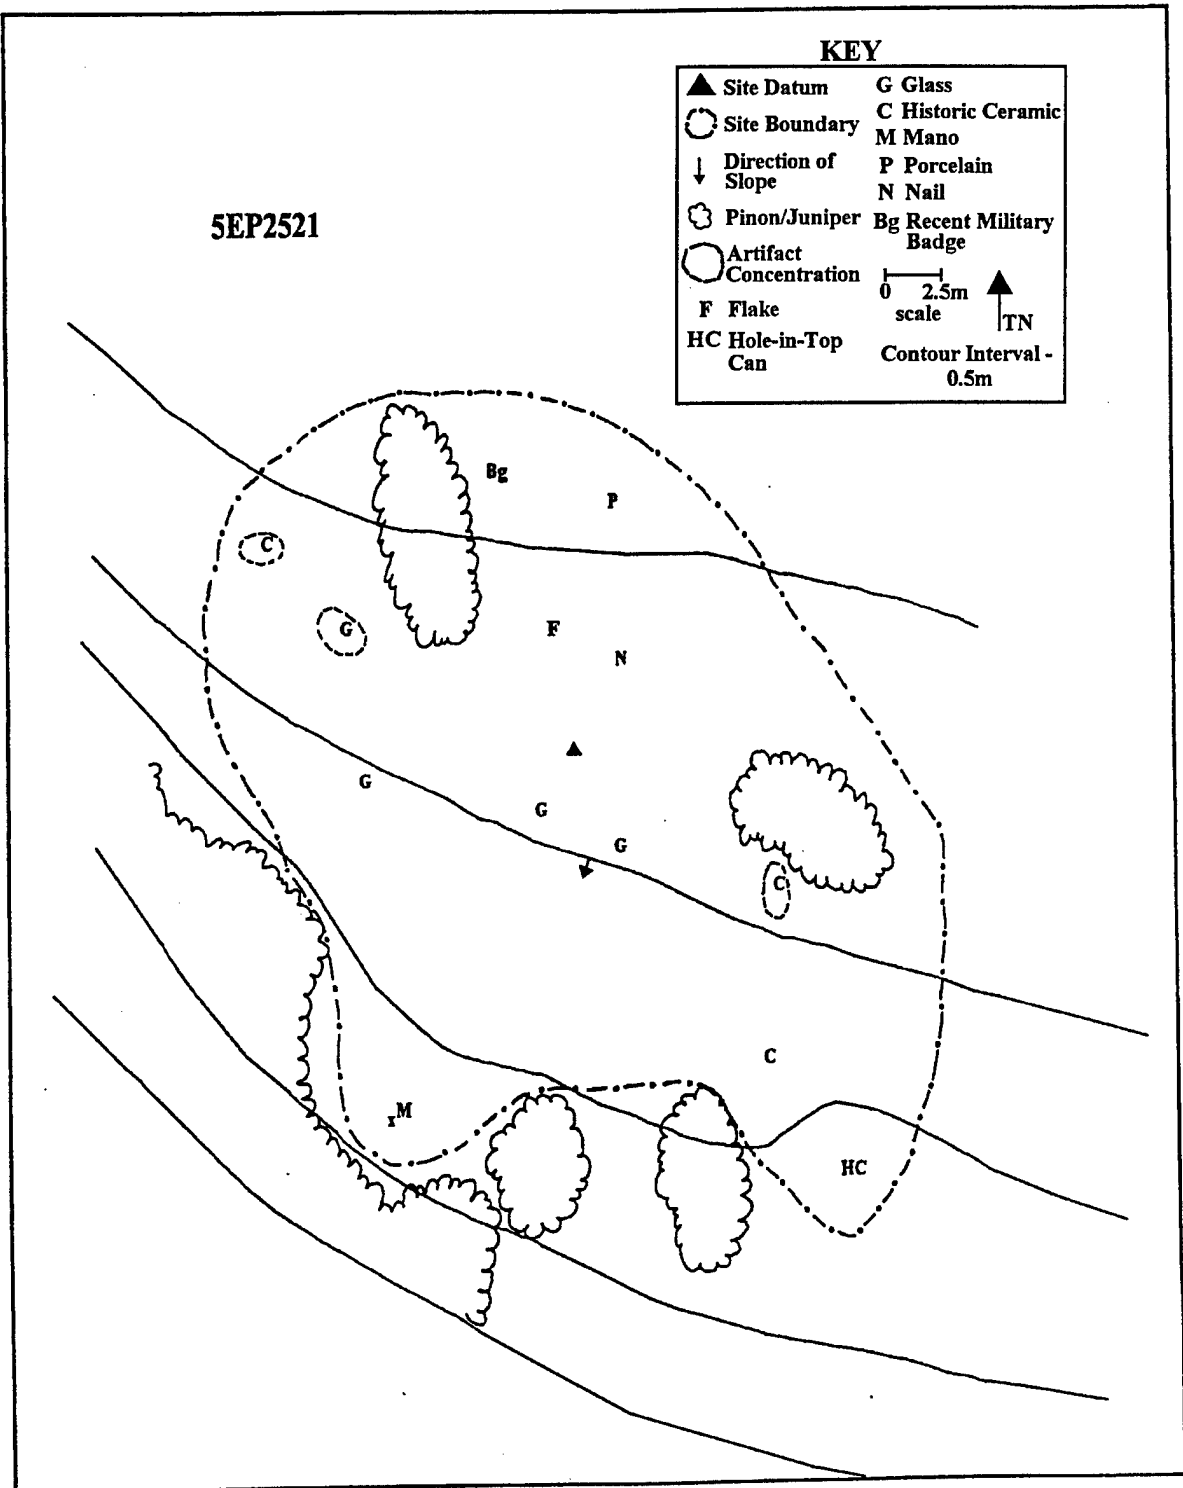 KEY
Site Datum
Site Boundary
Direction of
Slope
Pinon/Juniper
Artifact
Concentration
F Flake
HC Hole-in-Top
Can
G Glass
C Historic Ceramic
M Mano
P Porcelain
N Nail
Bg Recent Military
Badge
0 2.5m
scale
TN
Contour Interval -
0.5m
5EP2521
Bg
P
C
G
F
N
G
G
G
C
C
xM
HC